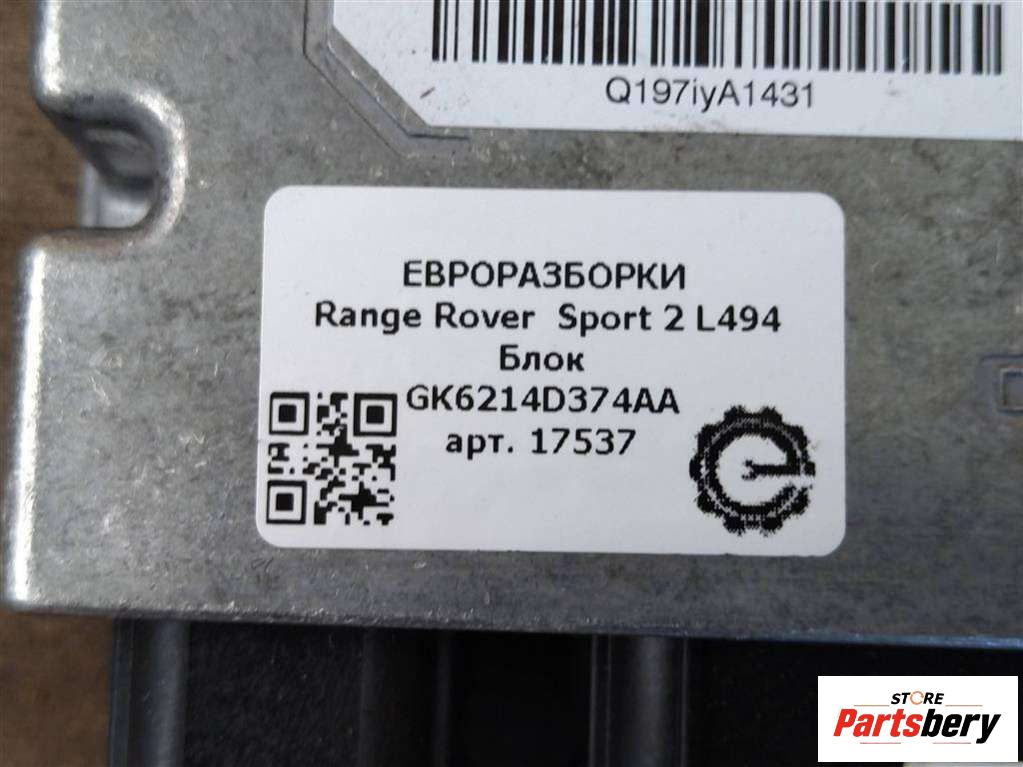 Q197iyA1431
ЕВРОРАЗБОРКИ
Range Rover Sport 2 L494
Блок
GK6214D374AA
арт. 17537
STORE
Partsbery